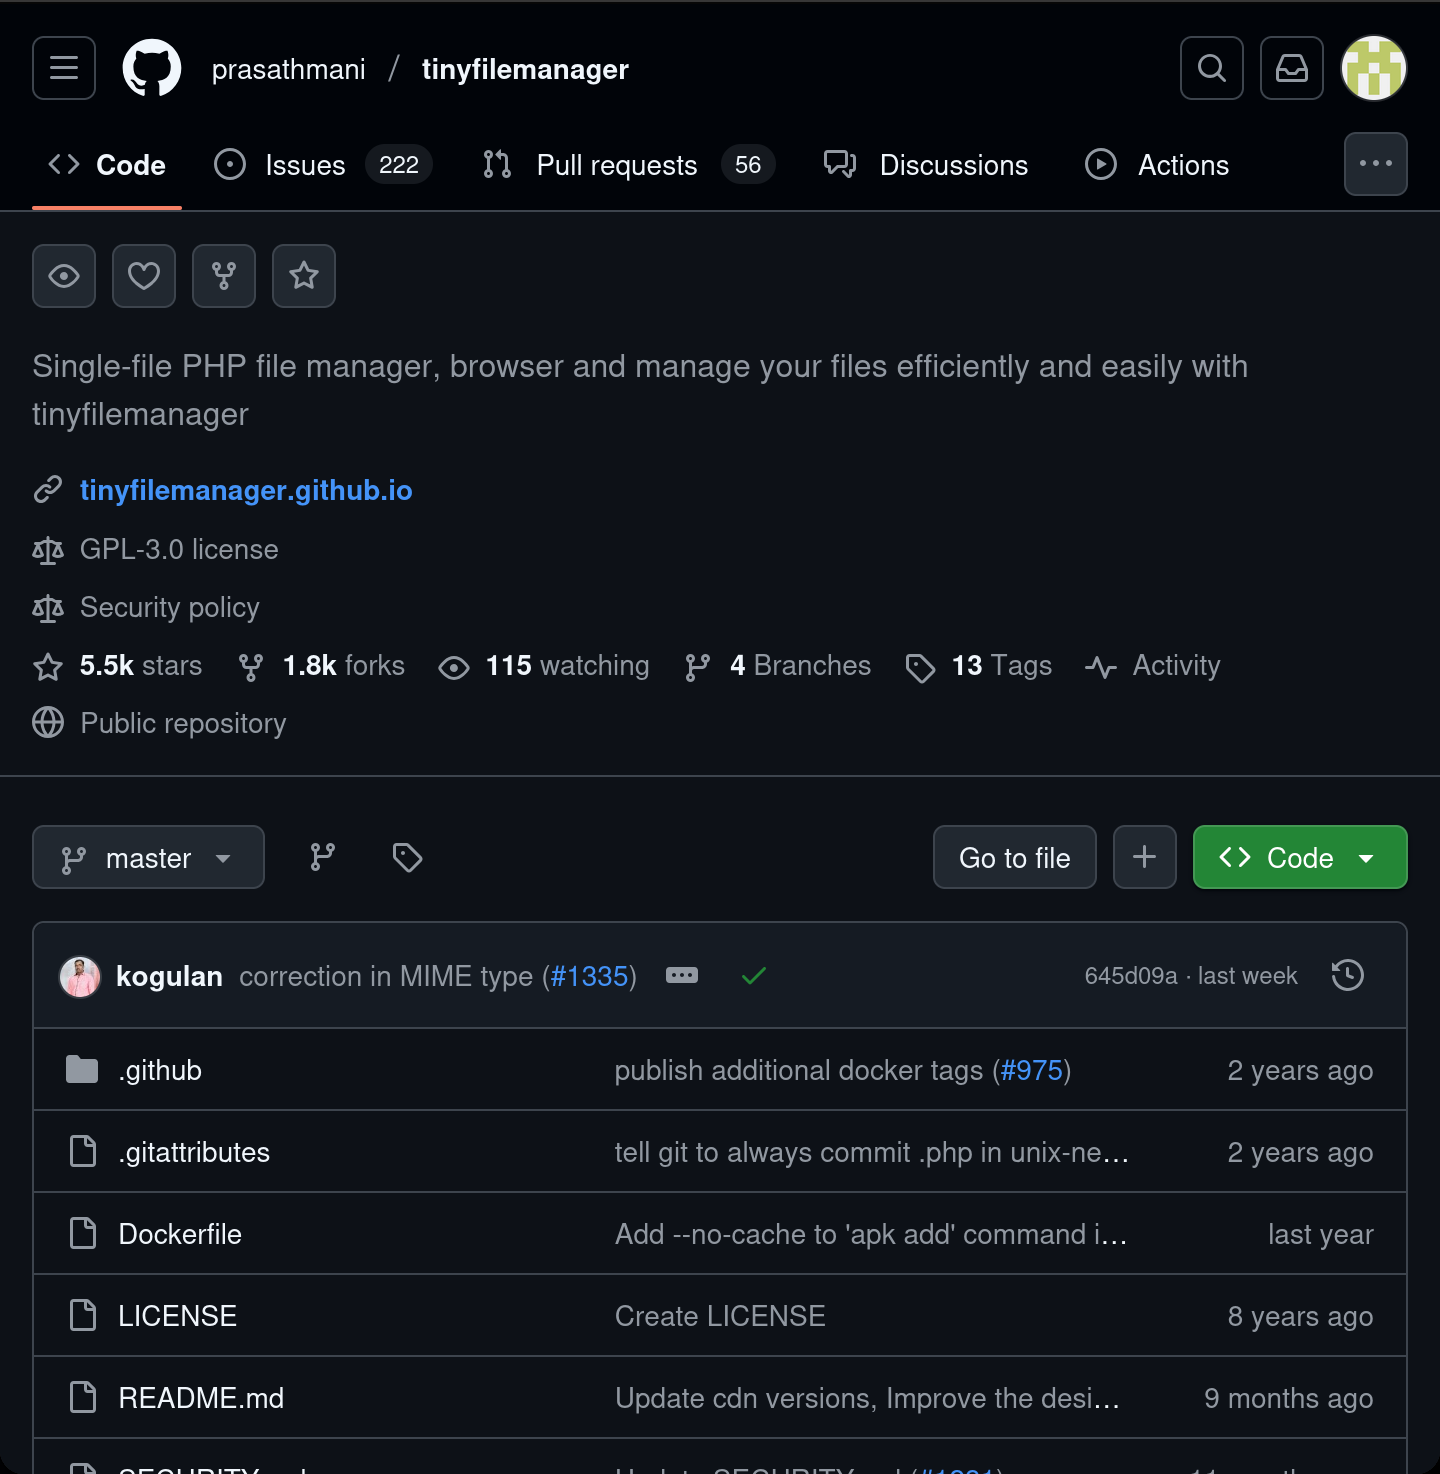 prasathmani / tinyfilemanager
Code Issues 222 Pull requests 56 Discussions Actions
Single-file PHP file manager, browser and manage your files efficiently and easily with
tinyfilemanager
tinyfilemanager.github.io
GPL-3.0 license
Security policy
5.5k stars 1.8k forks 115 watching 4 Branches 13 Tags Activity
Public repository
master Go to file Code
kogulan correction in MIME type (#1335) 645d09a · last week
.github publish additional docker tags (#975) 2 years ago
.gitattributes tell git to always commit .php in unix-ne… 2 years ago
Dockerfile Add --no-cache to 'apk add' command i… last year
LICENSE Create LICENSE 8 years ago
README.md Update cdn versions, Improve the desi… 9 months ago